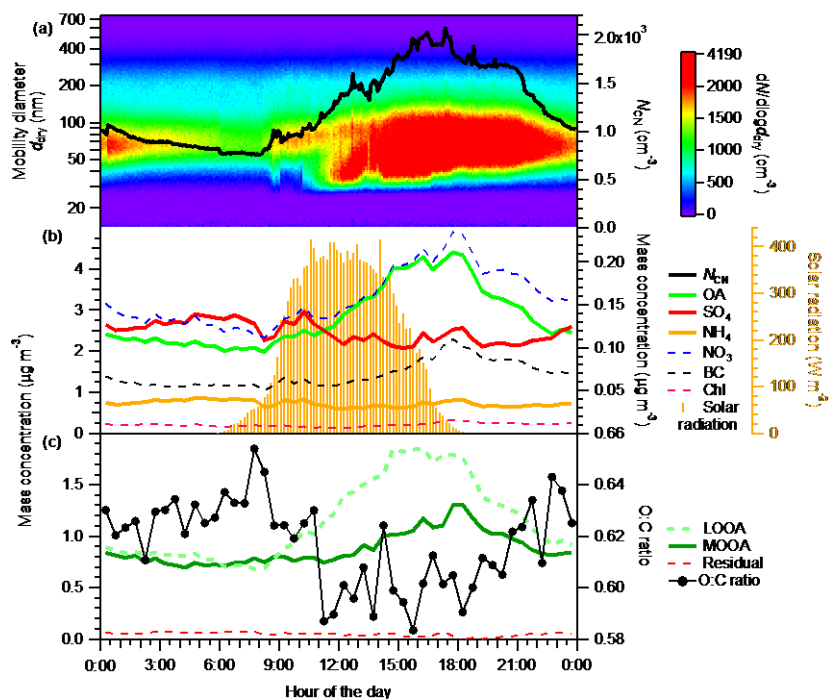 (a)
700
400
200
100
50
20
Mobility diameter
d_dry (nm)
2.0x10³
1.5
1.0
0.5
0.0
N_CN (cm⁻³)
4190
2000
1000
500
0
dN/dlogd_dry (cm⁻³)
(b)
4
3
2
1
0
Mass concentration (µg m⁻³)
0.20
0.15
0.10
0.05
0.66
Mass concentration (µg m⁻³)
N_CN
OA
SO₄
NH₄
NO₃
BC
Chl
Solar
radiation
400
300
200
100
0
Solar radiation (W m⁻²)
(c)
1.5
1.0
0.5
0.0
0.64
0.62
0.60
0.58
O:C ratio
LOOA
MOOA
Residual
O:C ratio
0:00 3:00 6:00 9:00 12:00 15:00 18:00 21:00 0:00
Hour of the day